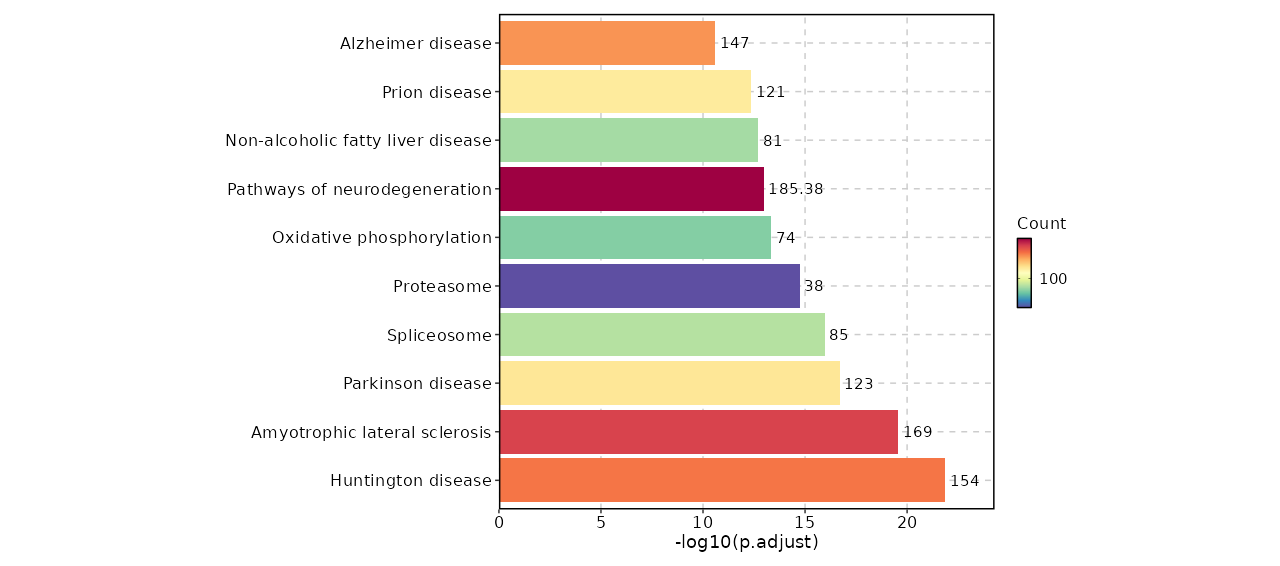 Alzheimer disease 147
Prion disease 121
Non-alcoholic fatty liver disease 81
Pathways of neurodegeneration 185.38
Oxidative phosphorylation 74
Proteasome 38
Spliceosome 85
Parkinson disease 123
Amyotrophic lateral sclerosis 169
Huntington disease 154
0 5 10 15 20
-log10(p.adjust)
Count
100